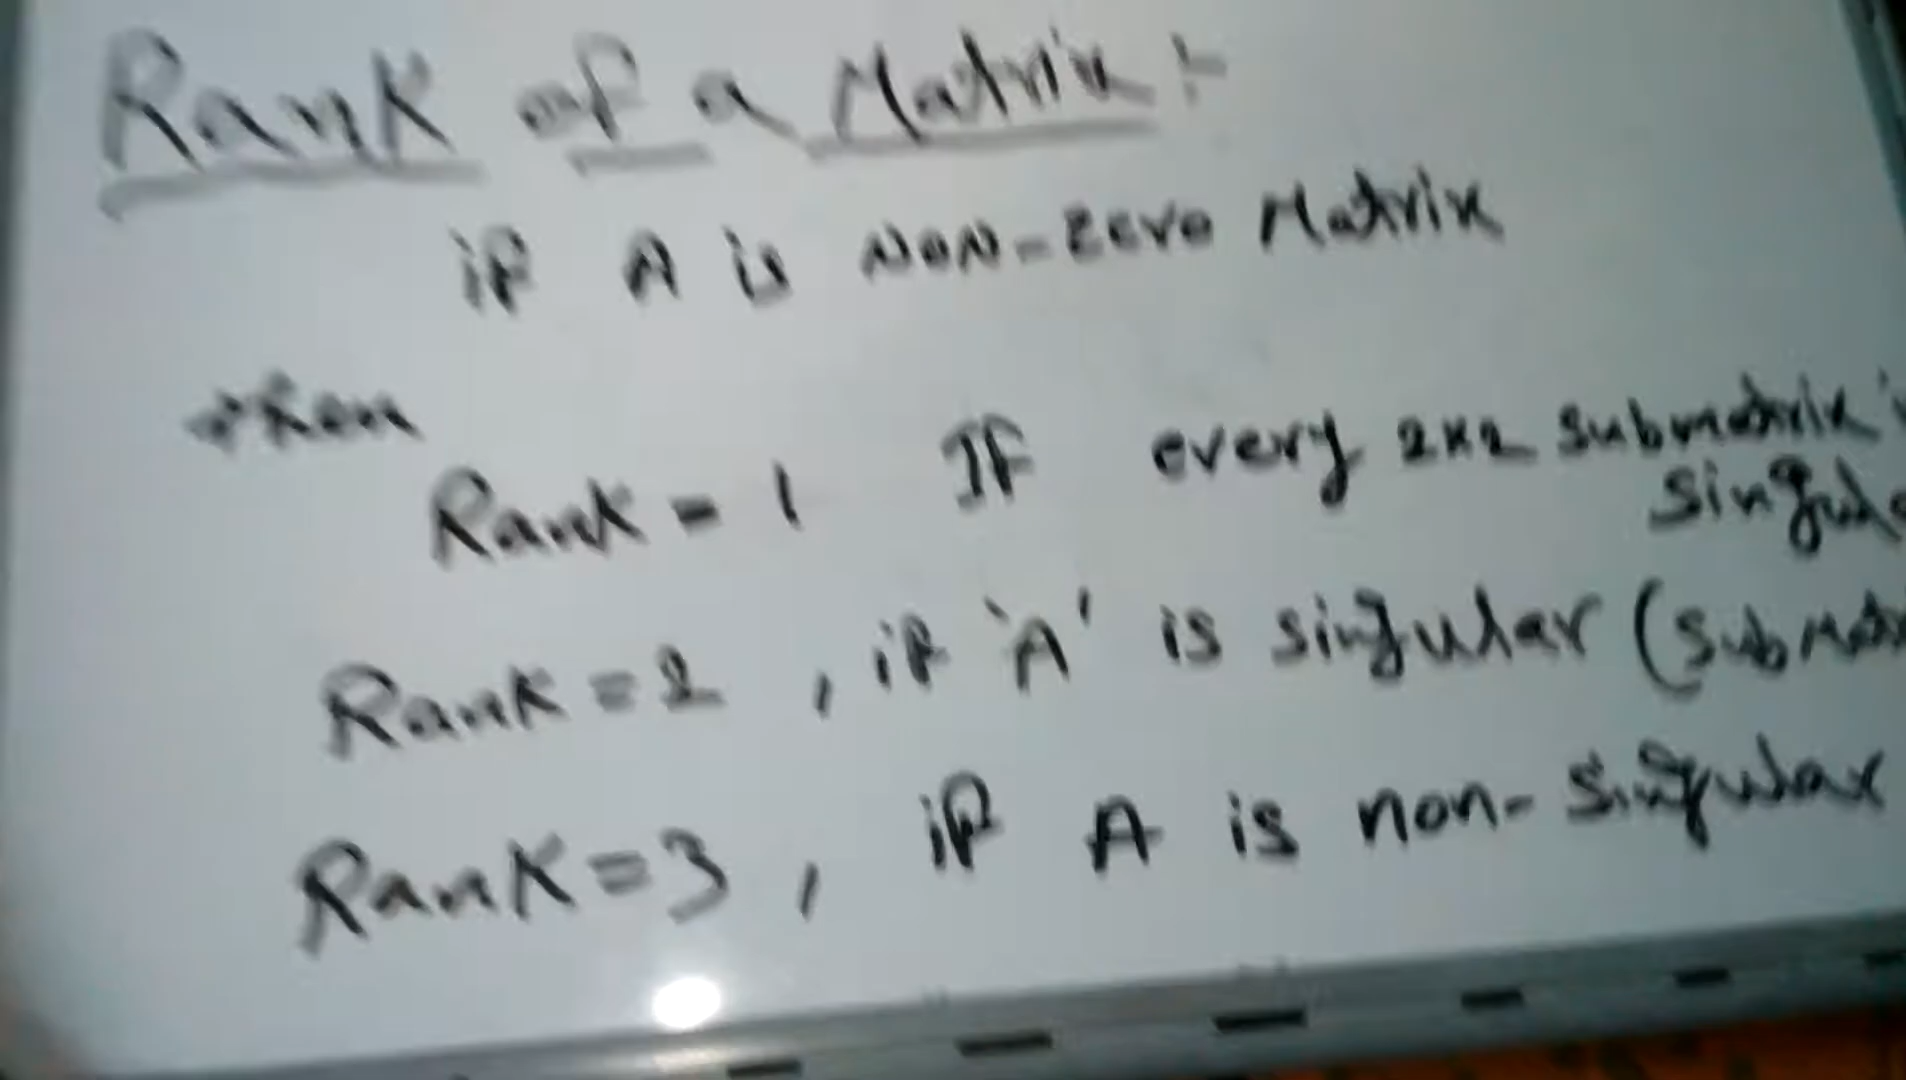 Rank of a Matrix :-
if A is NON-Zero Matrix
then
Rank = 1 If every 2x2 submatrix
Rank = 2 , if 'A' is singular (
Rank = 3 , if A is non-singular